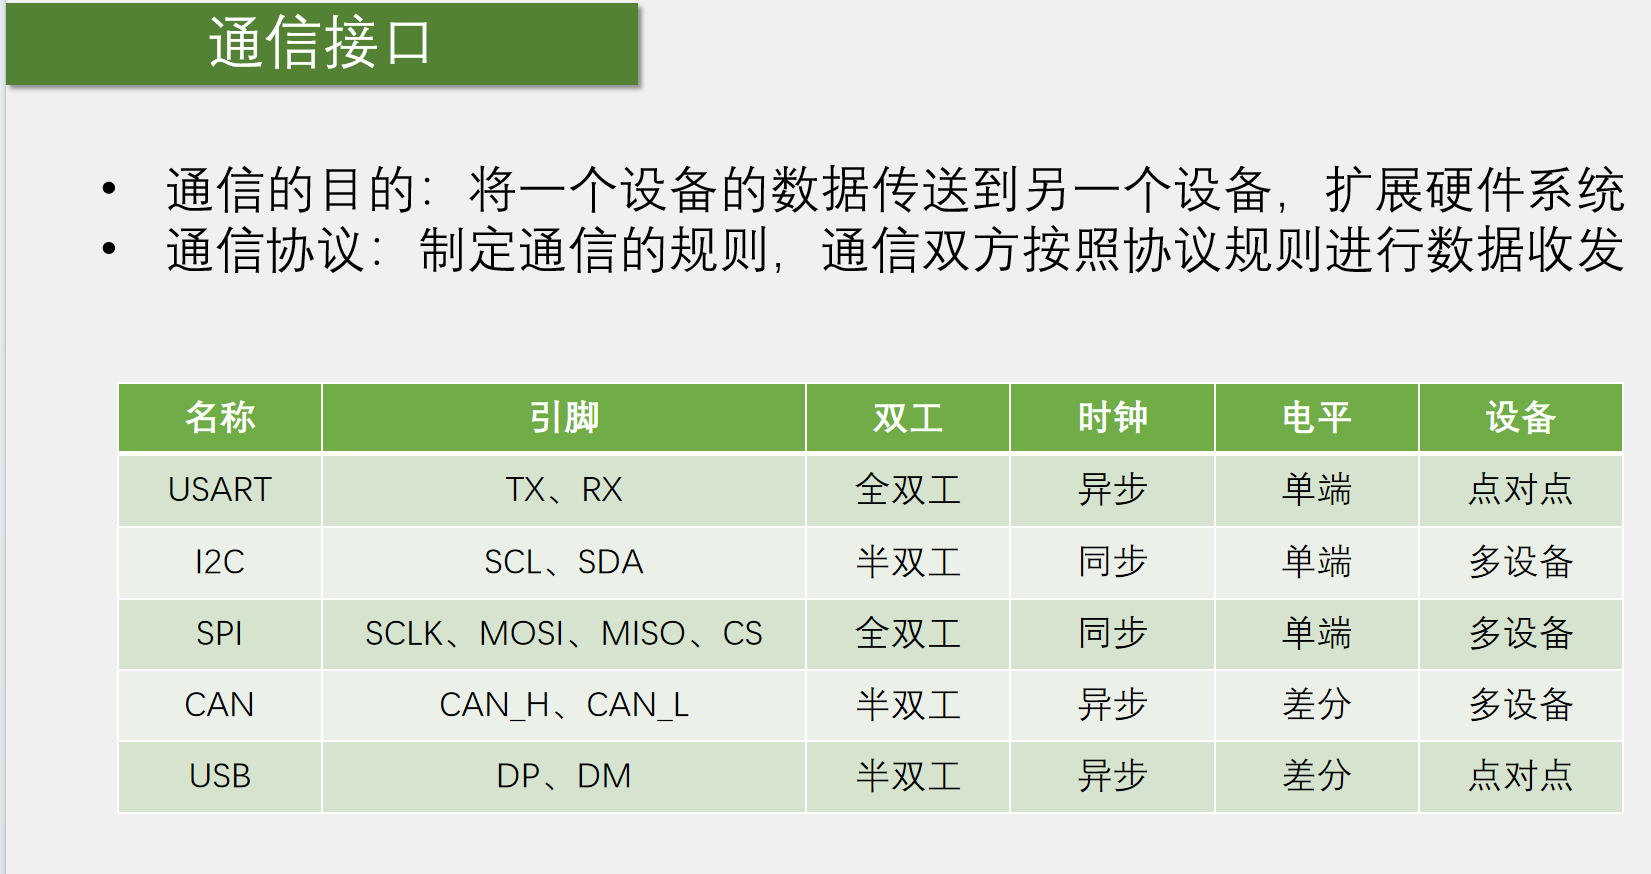 通信接口
• 通信的目的：将一个设备的数据传送到另一个设备，扩展硬件系统
• 通信协议：制定通信的规则，通信双方按照协议规则进行数据收发
名称 引脚 双工 时钟 电平 设备
USART TX、RX 全双工 异步 单端 点对点
I2C SCL、SDA 半双工 同步 单端 多设备
SPI SCLK、MOSI、MISO、CS 全双工 同步 单端 多设备
CAN CAN_H、CAN_L 半双工 异步 差分 多设备
USB DP、DM 半双工 异步 差分 点对点